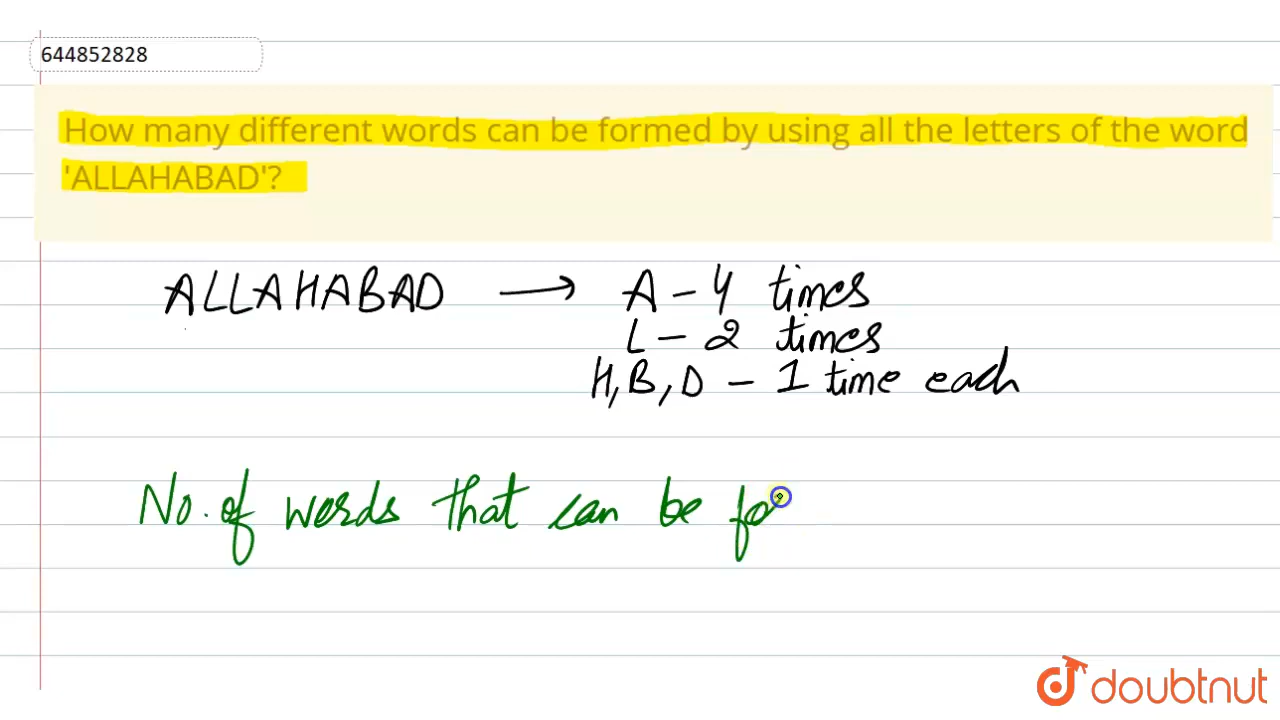 644852828
How many different words can be formed by using all the letters of the word
'ALLAHABAD'?
ALLAHABAD → A - 4 times
L - 2 times
H, B, D - 1 time each
No. of words that can be fo
doubtnut